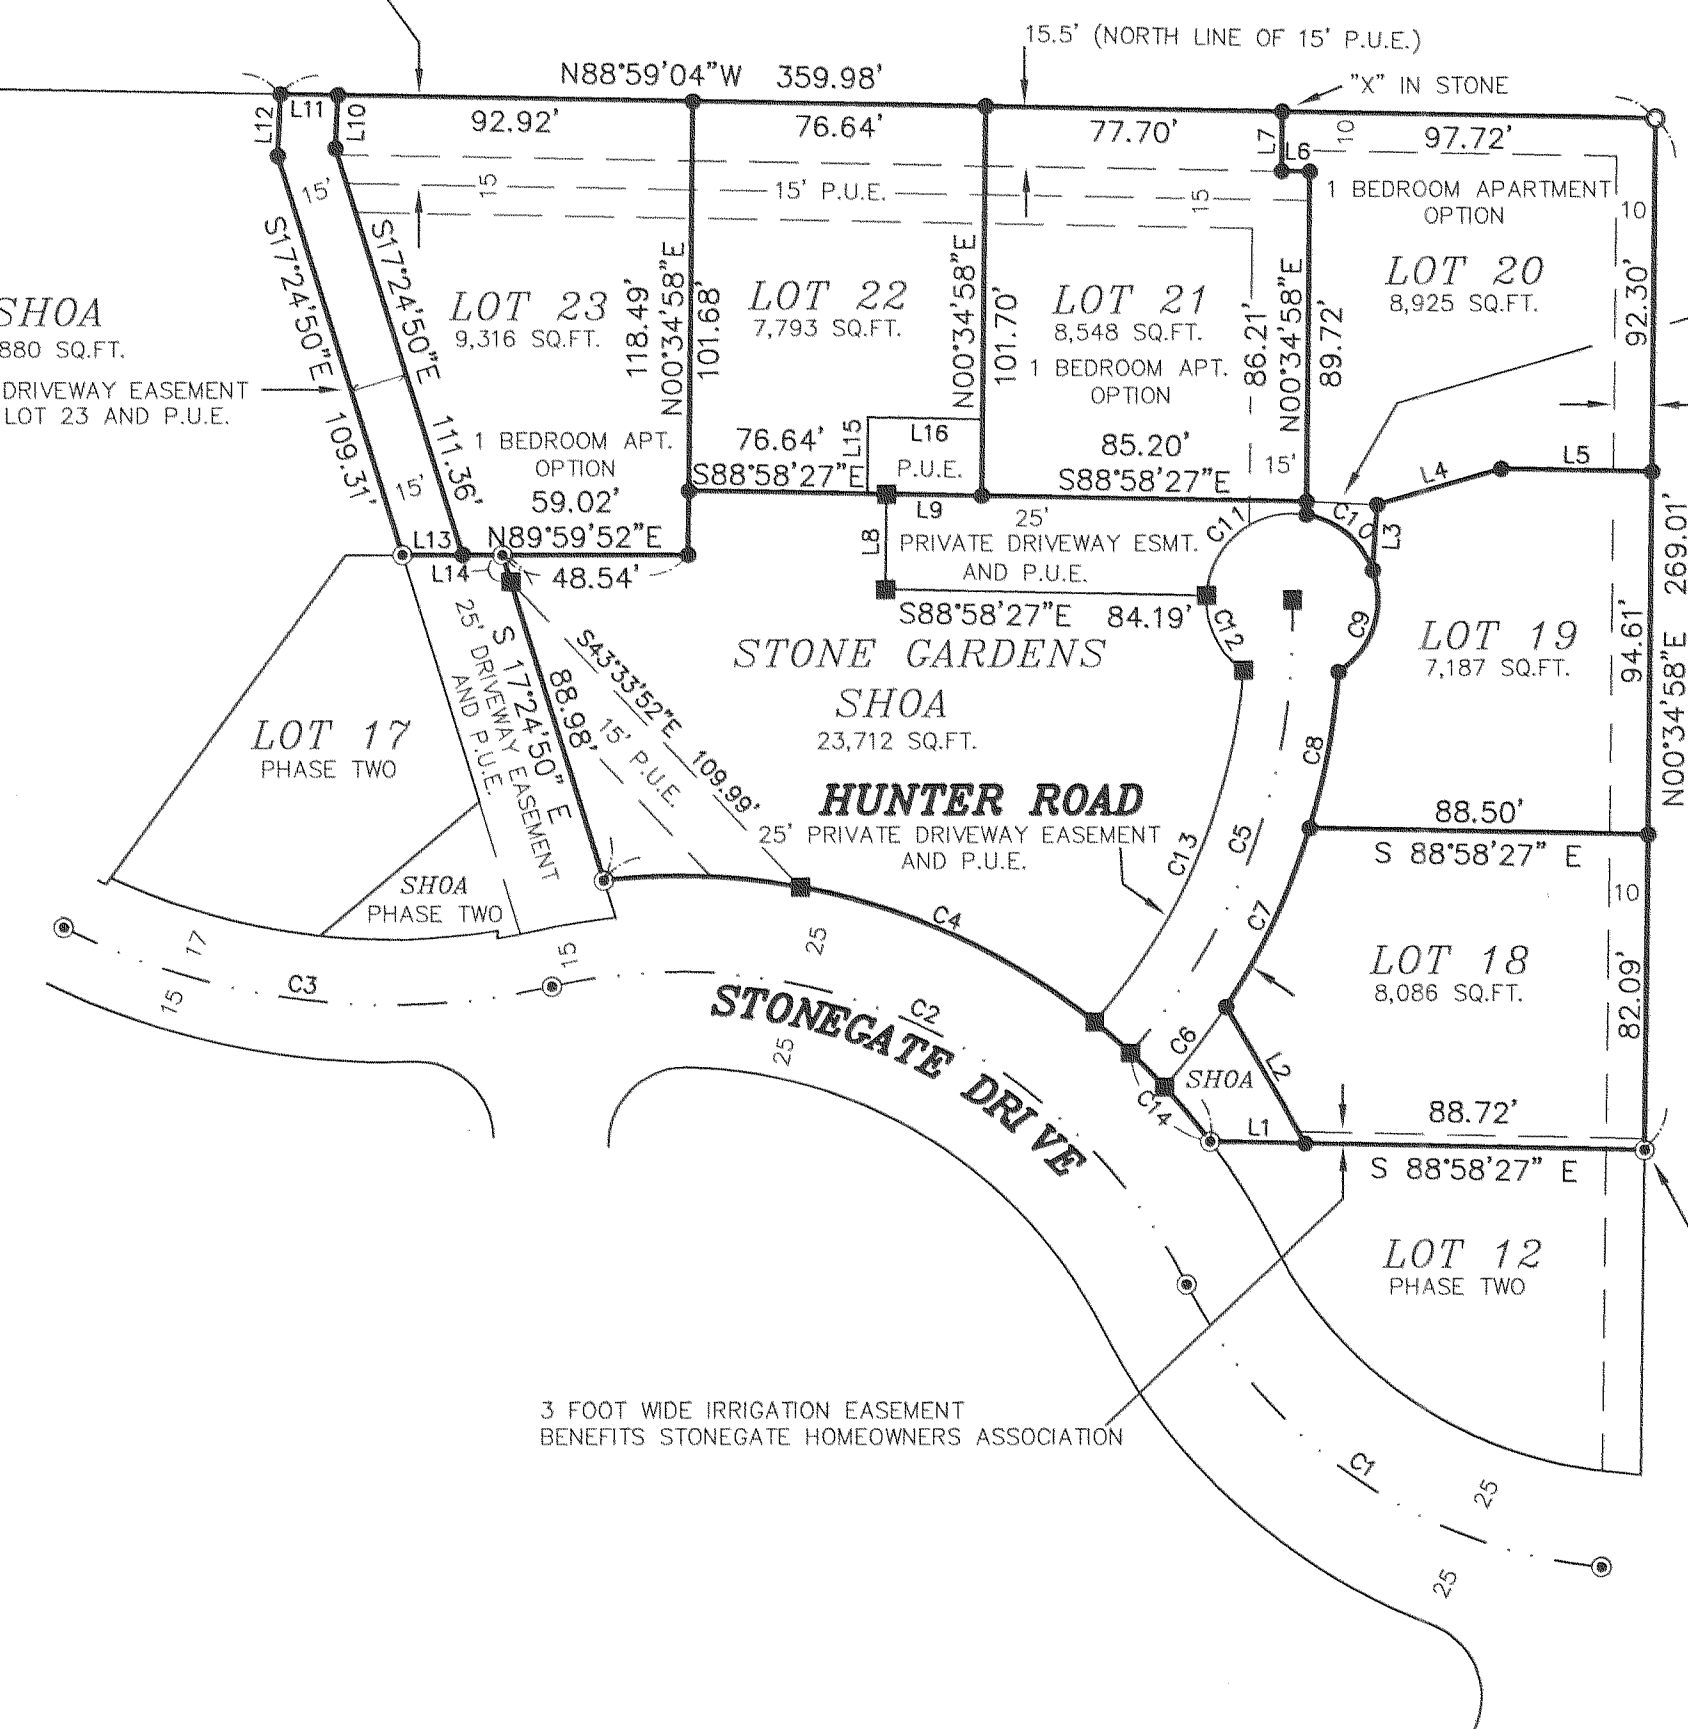 15.5' (NORTH LINE OF 15' P.U.E.)
N88°59'04"W 359.98'
"X" IN STONE
L12
L11
L10
92.92'
76.64'
77.70'
L7
L6
10
97.72'
15'
15
15' P.U.E.
15
1 BEDROOM APARTMENT
OPTION
10
S17°24'50"E
109.31'
S17°24'50"E
111.36'
15'
SHOA
880 SQ.FT.
DRIVEWAY EASEMENT
LOT 23 AND P.U.E.
LOT 23
9,316 SQ.FT.
1 BEDROOM APT.
OPTION
118.49'
N00°34'58"E
101.68'
LOT 22
7,793 SQ.FT.
N00°34'58"E
101.70'
LOT 21
8,548 SQ.FT.
1 BEDROOM APT.
OPTION
86.21'
15'
N00°34'58"E
89.72'
LOT 20
8,925 SQ.FT.
92.30'
59.02'
N89°59'52"E
48.54'
L13
L14
76.64'
S88°58'27"E
L15
L16
P.U.E.
L9
L8
85.20'
S88°58'27"E
25'
PRIVATE DRIVEWAY ESMT.
AND P.U.E.
S88°58'27"E 84.19'
C11
C10
L3
L4
L5
C12
C9
LOT 19
7,187 SQ.FT.
94.61'
N00°34'58"E 269.01'
STONE GARDENS
SHOA
23,712 SQ.FT.
LOT 17
PHASE TWO
25' DRIVEWAY EASEMENT
AND P.U.E.
S 17°24'50" E
88.98'
S43°33'52"E 109.99'
15' P.U.E.
HUNTER ROAD
25' PRIVATE DRIVEWAY EASEMENT
AND P.U.E.
C13
C5
C8
88.50'
S 88°58'27" E
SHOA
PHASE TWO
C4
C7
10
LOT 18
8,086 SQ.FT.
82.09'
17
15
C3
15
25
C2
25
STONEGATE DRIVE
C6
SHOA
L2
C14
L1
88.72'
S 88°58'27" E
LOT 12
PHASE TWO
3 FOOT WIDE IRRIGATION EASEMENT
BENEFITS STONEGATE HOMEOWNERS ASSOCIATION
C1
25
25